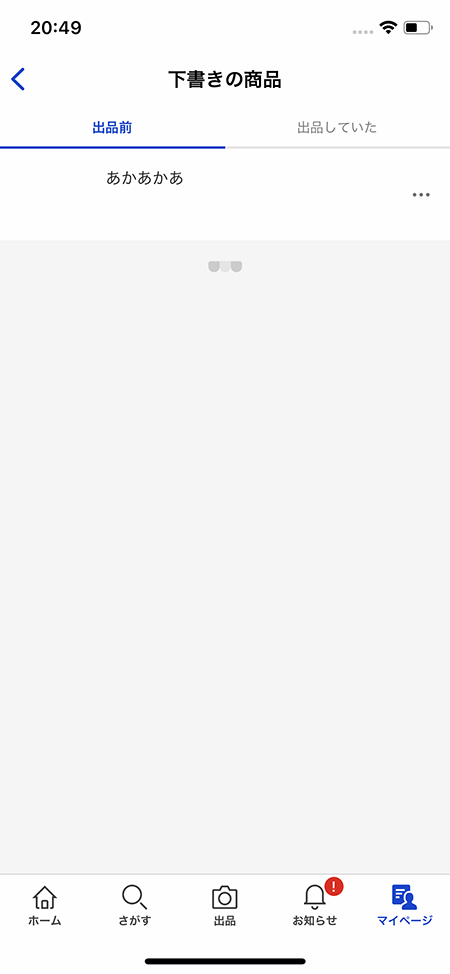 20:49
下書きの商品
出品前
出品していた
あかあかあ
ホーム
さがす
出品
お知らせ
マイページ